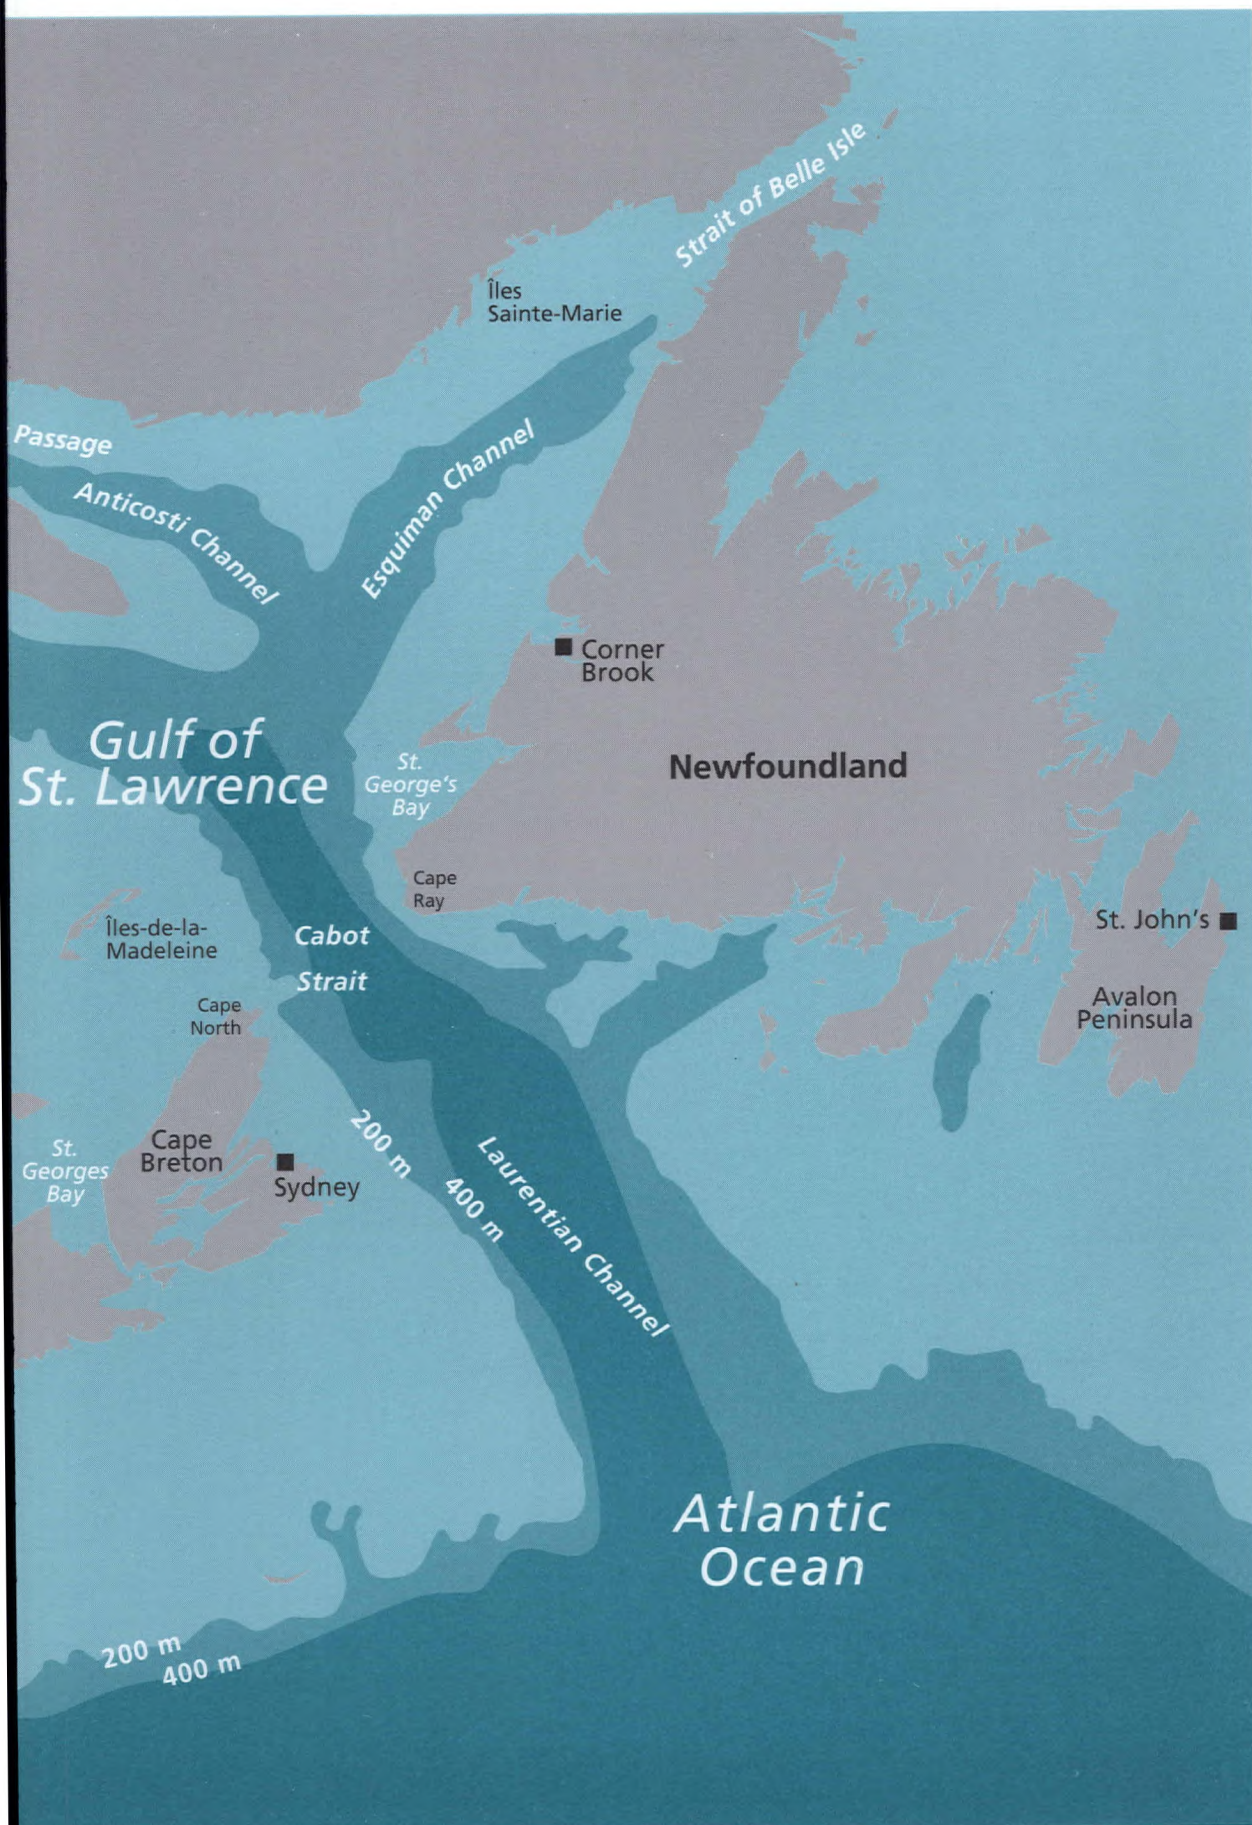 Strait of Belle Isle
Îles
Sainte-Marie
Passage
Anticosti Channel
Esquiman Channel
Corner
Brook
Gulf of
St. Lawrence
St.
George's
Bay
Newfoundland
Cape
Ray
Îles-de-la-
Madeleine
Cabot
Strait
St. John's
Cape
North
Avalon
Peninsula
St.
Georges
Bay
Cape
Breton
Sydney
200 m
400 m
Laurentian Channel
Atlantic
Ocean
200 m
400 m